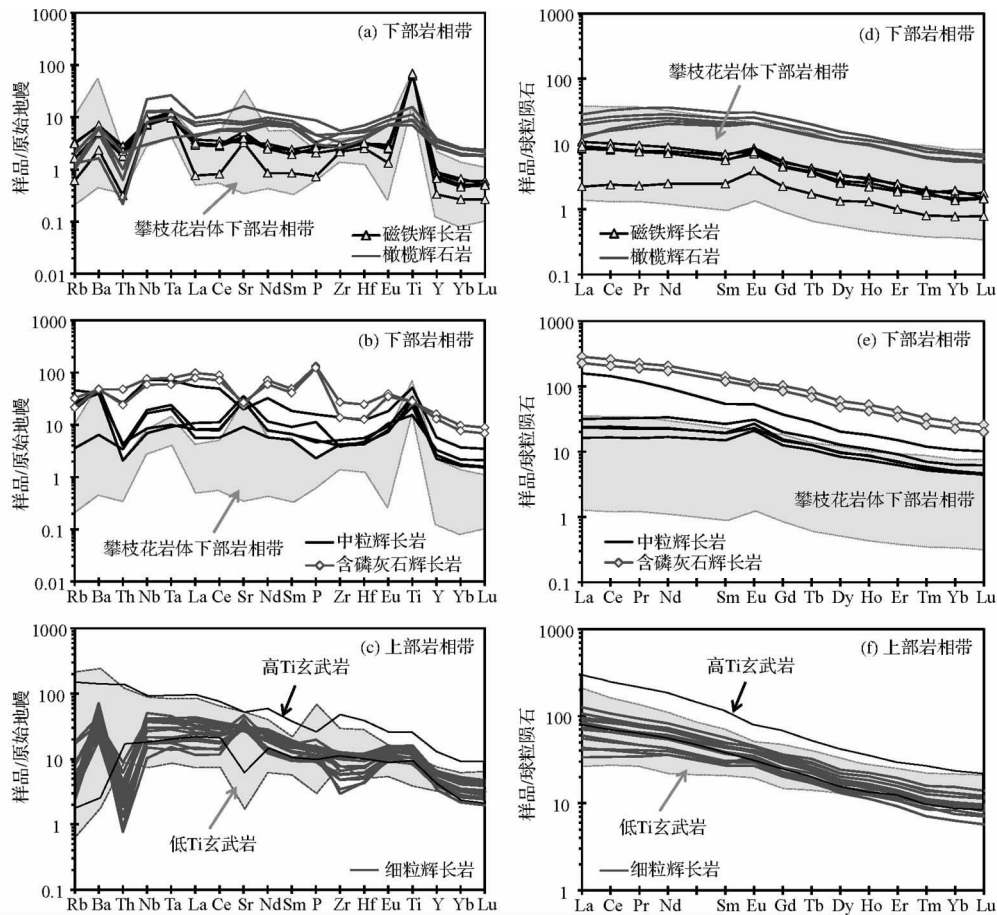 (a) 下部岩相带
样品/原始地幔
1000
100
10
1
0.1
0.01
攀枝花岩体下部岩相带
磁铁辉长岩
橄榄辉石岩
Rb Ba Th Nb Ta La Ce Sr Nd Sm P Zr Hf Eu Ti Y Yb Lu
(d) 下部岩相带
样品/球粒陨石
1000
100
10
1
0.1
攀枝花岩体下部岩相带
磁铁辉长岩
橄榄辉石岩
La Ce Pr Nd Sm Eu Gd Tb Dy Ho Er Tm Yb Lu
(b) 下部岩相带
样品/原始地幔
1000
100
10
1
0.1
0.01
攀枝花岩体下部岩相带
中粒辉长岩
含磷灰石辉长岩
Rb Ba Th Nb Ta La Ce Sr Nd Sm P Zr Hf Eu Ti Y Yb Lu
(e) 下部岩相带
样品/球粒陨石
1000
100
10
1
0.1
攀枝花岩体下部岩相带
中粒辉长岩
含磷灰石辉长岩
La Ce Pr Nd Sm Eu Gd Tb Dy Ho Er Tm Yb Lu
(c) 上部岩相带
样品/原始地幔
1000
100
10
1
0.1
高Ti玄武岩
低Ti玄武岩
细粒辉长岩
Rb Ba Th Nb Ta La Ce Sr Nd Sm P Zr Hf Eu Ti Y Yb Lu
(f) 上部岩相带
样品/球粒陨石
1000
100
10
1
高Ti玄武岩
低Ti玄武岩
细粒辉长岩
La Ce Pr Nd Sm Eu Gd Tb Dy Ho Er Tm Yb Lu